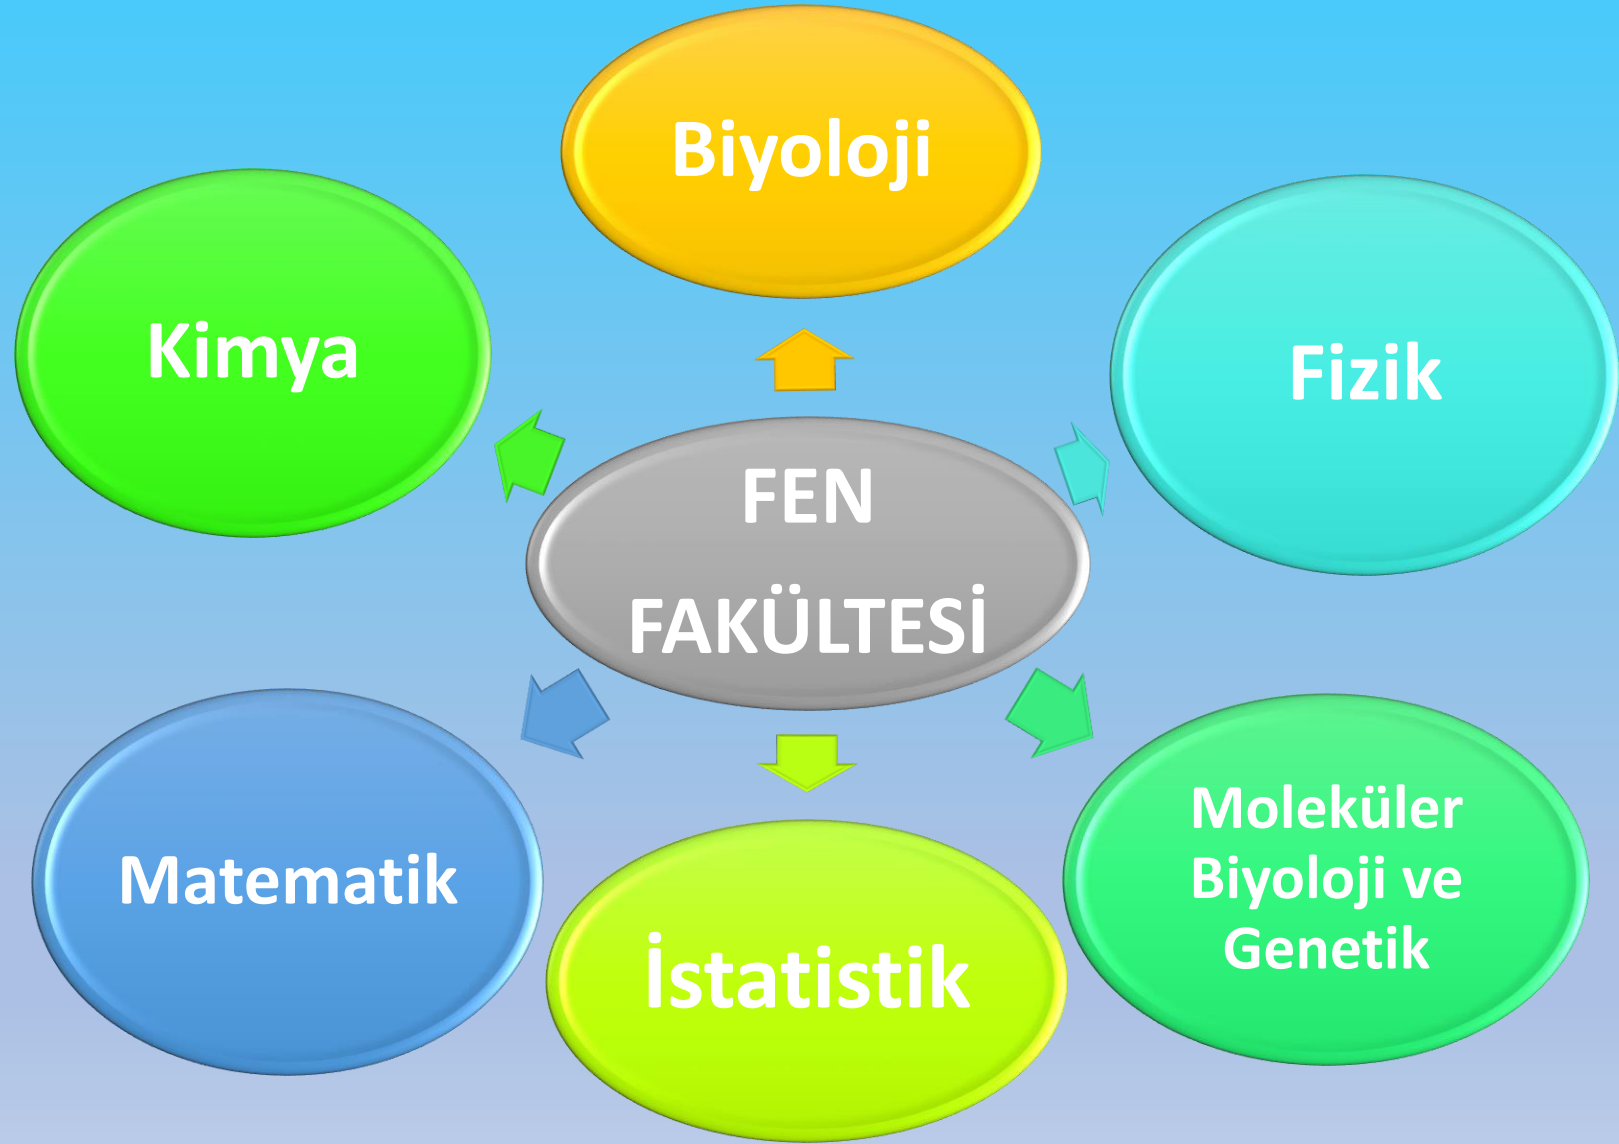 Biyoloji
Kimya
Fizik
FEN
FAKÜLTESİ
Matematik
İstatistik
Moleküler
Biyoloji ve
Genetik